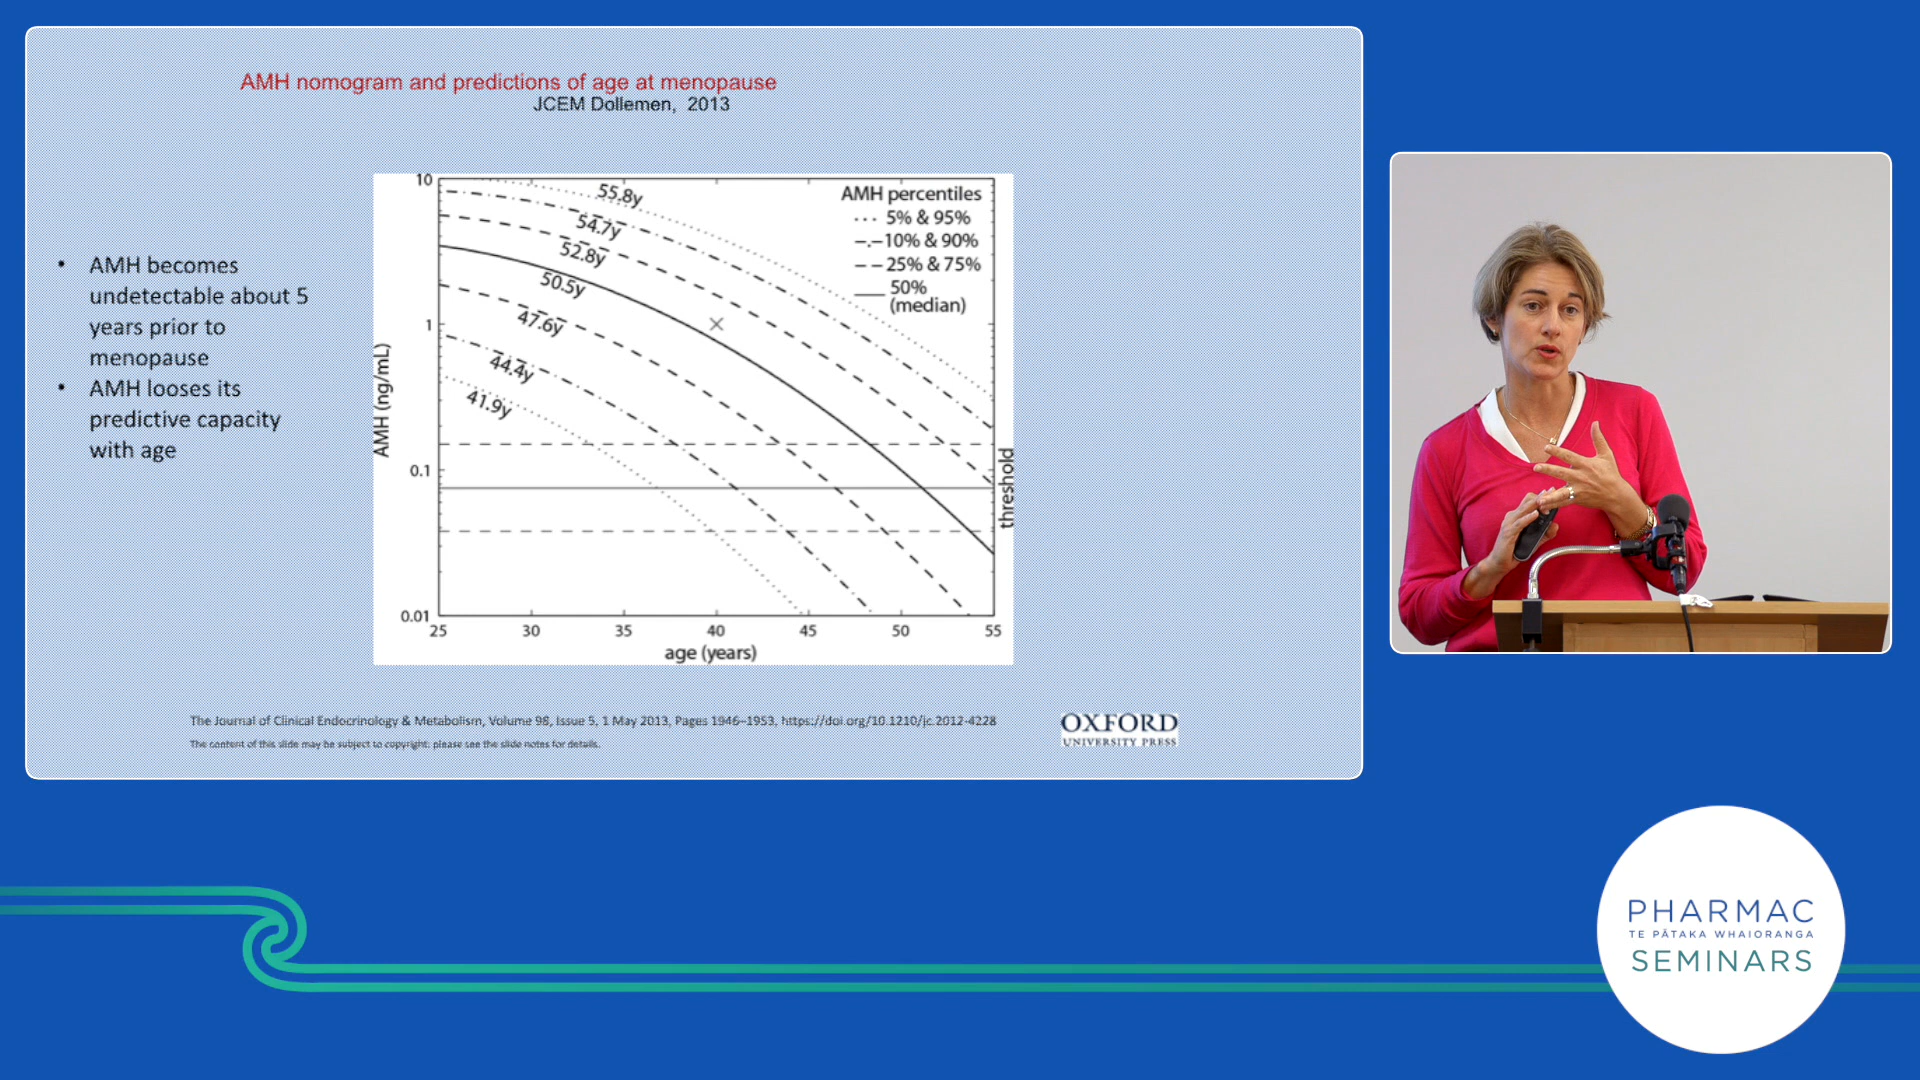 AMH nomogram and predictions of age at menopause
JCEM Dollemen, 2013
• AMH becomes
undetectable about 5
years prior to
menopause
• AMH looses its
predictive capacity
with age
AMH (ng/mL)
10
1
0.1
0.01
55.8y
54.7y
52.8y
50.5y
47.6y
44.4y
41.9y
AMH percentiles
5% & 95%
10% & 90%
25% & 75%
50%
(median)
threshold
25 30 35 40 45 50 55
age (years)
The Journal of Clinical Endocrinology & Metabolism, Volume 98, Issue 5, 1 May 2013, Pages 1946–1953, https://doi.org/10.1210/jc.2012-4228
The content of this slide may be subject to copyright: please see the slide notes for details.
OXFORD
UNIVERSITY PRESS
PHARMAC
TE PĀTAKA WHAIORANGA
SEMINARS